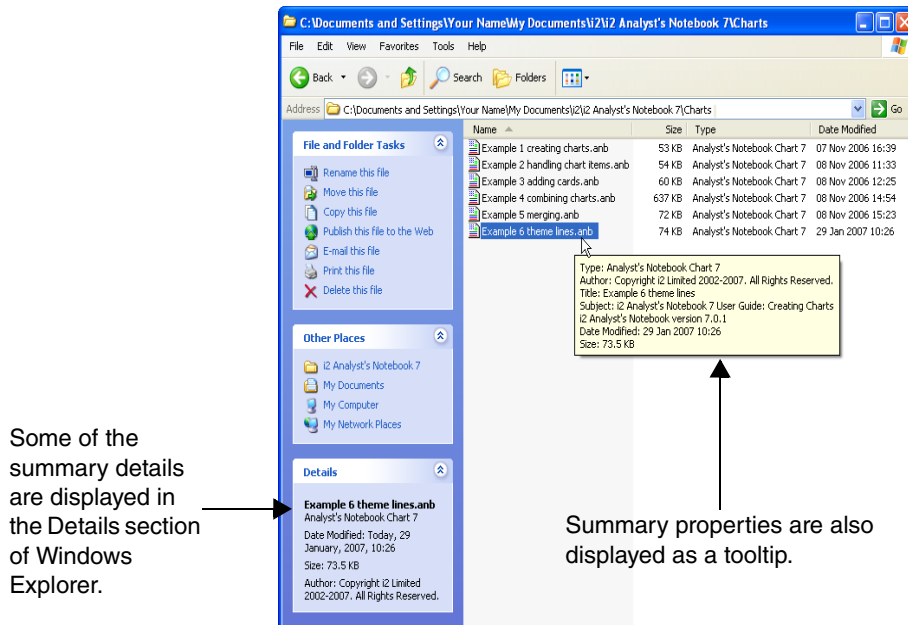 C:\Documents and Settings\Your Name\My Documents\i2\i2 Analyst's Notebook 7\Charts
File Edit View Favorites Tools Help
Back Search Folders
Address C:\Documents and Settings\Your Name\My Documents\i2\i2 Analyst's Notebook 7\Charts Go
File and Folder Tasks
Rename this file
Move this file
Copy this file
Publish this file to the Web
E-mail this file
Print this file
Delete this file
Other Places
i2 Analyst's Notebook 7
My Documents
My Computer
My Network Places
Details
Example 6 theme lines.anb
Analyst's Notebook Chart 7
Date Modified: Today, 29
January, 2007, 10:26
Size: 73.5 KB
Author: Copyright i2 Limited
2002-2007. All Rights Reserved.
Name Size Type Date Modified
Example 1 creating charts.anb 53 KB Analyst's Notebook Chart 7 07 Nov 2006 16:39
Example 2 handling chart items.anb 54 KB Analyst's Notebook Chart 7 08 Nov 2006 11:33
Example 3 adding cards.anb 60 KB Analyst's Notebook Chart 7 08 Nov 2006 12:25
Example 4 combining charts.anb 637 KB Analyst's Notebook Chart 7 08 Nov 2006 14:54
Example 5 merging.anb 72 KB Analyst's Notebook Chart 7 08 Nov 2006 15:23
Example 6 theme lines.anb 74 KB Analyst's Notebook Chart 7 29 Jan 2007 10:26
Type: Analyst's Notebook Chart 7
Author: Copyright i2 Limited 2002-2007. All Rights Reserved.
Title: Example 6 theme lines
Subject: i2 Analyst's Notebook 7 User Guide: Creating Charts
i2 Analyst's Notebook version 7.0.1
Date Modified: 29 Jan 2007 10:26
Size: 73.5 KB
Some of the
summary details
are displayed in
the Details section
of Windows
Explorer.
Summary properties are also
displayed as a tooltip.